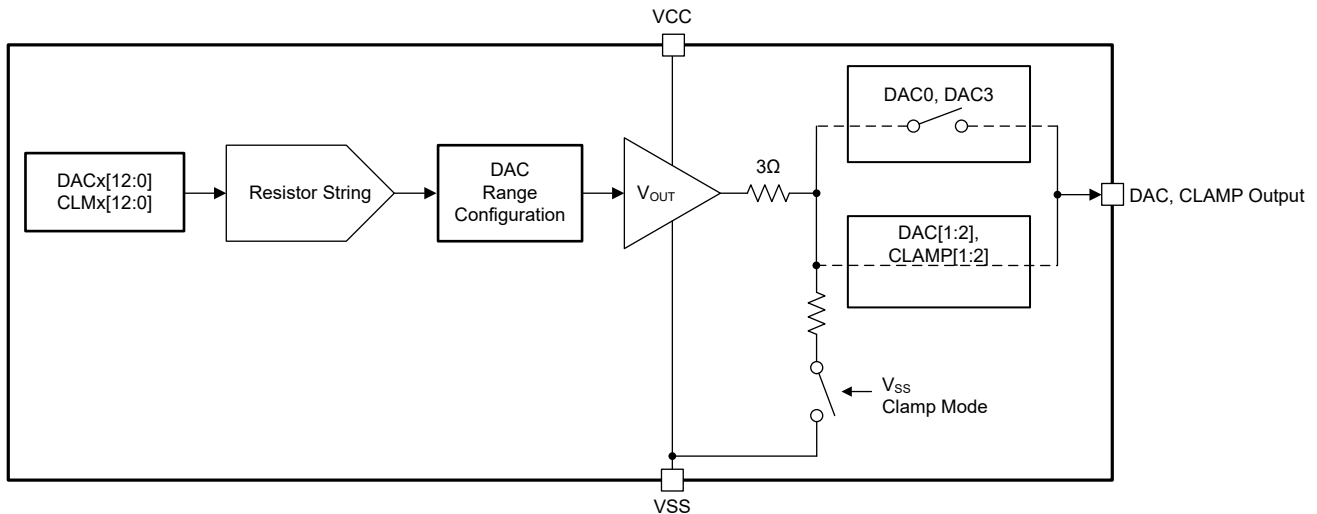 VCC
DAC0, DAC3
DACx[12:0]
CLMx[12:0]
Resistor String
DAC
Range
Configuration
VOUT
3Ω
DAC, CLAMP Output
DAC[1:2],
CLAMP[1:2]
VSS
Clamp Mode
VSS